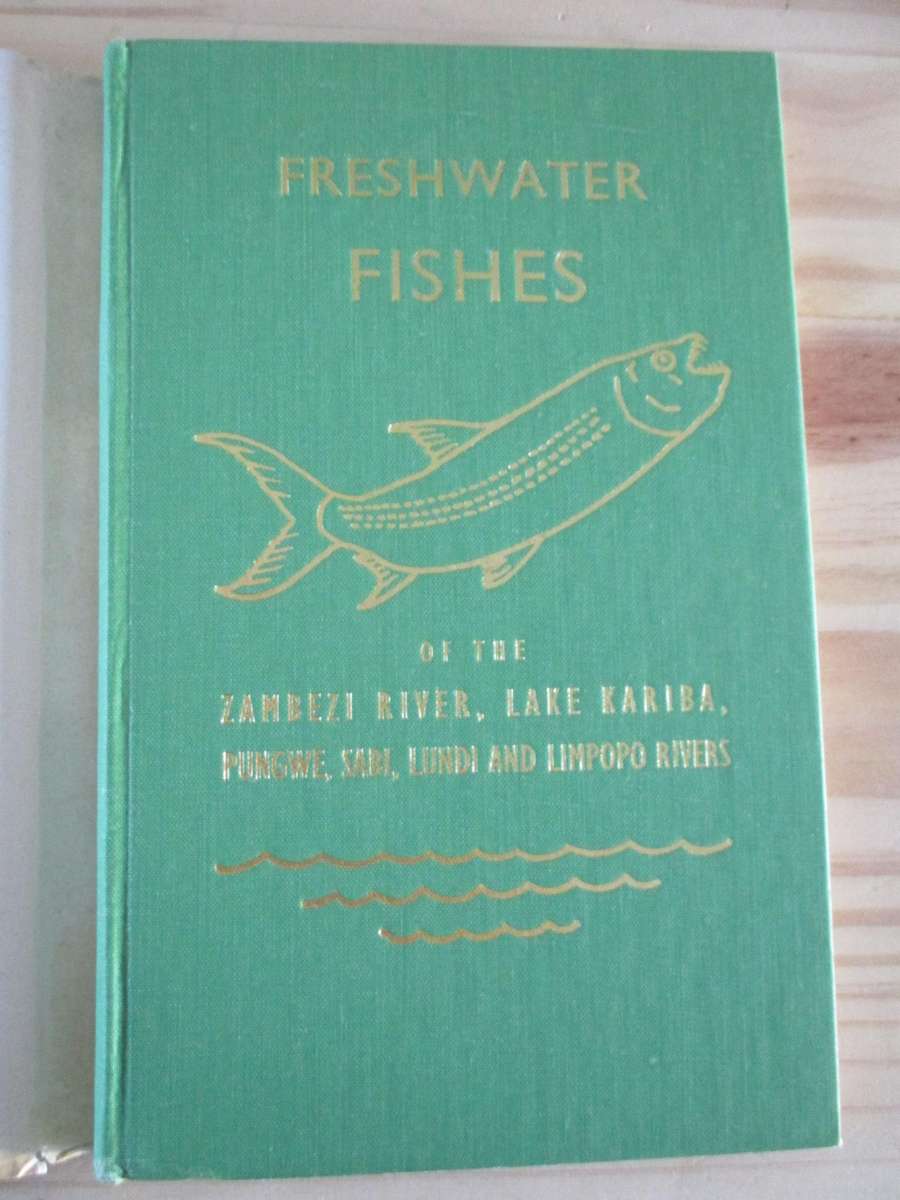 FRESHWATER
FISHES
OF THE
ZAMBEZI RIVER, LAKE KARIBA,
PUNGWE, SABI, LUNDI AND LIMPOPO RIVERS